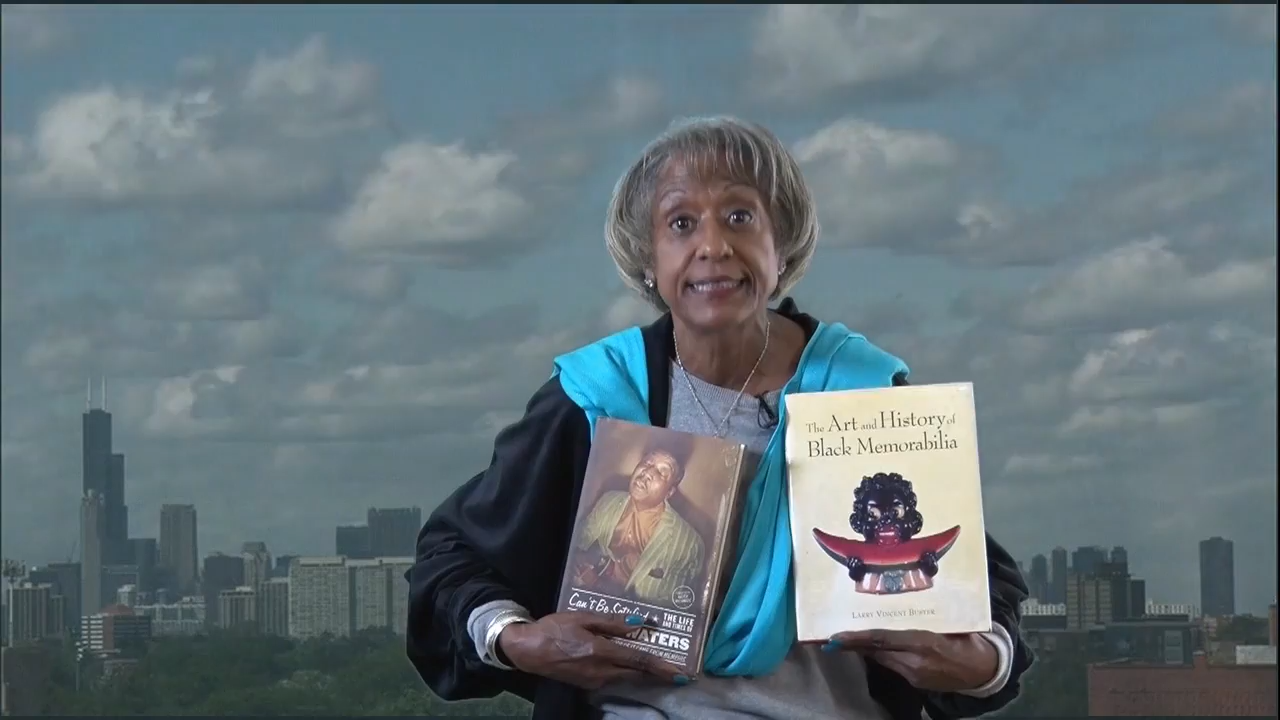 Can't Be Satisfied
THE LIFE
AND TIMES OF
WATERS
The Art and History of
Black Memorabilia
LARRY VINCENT BUSTER